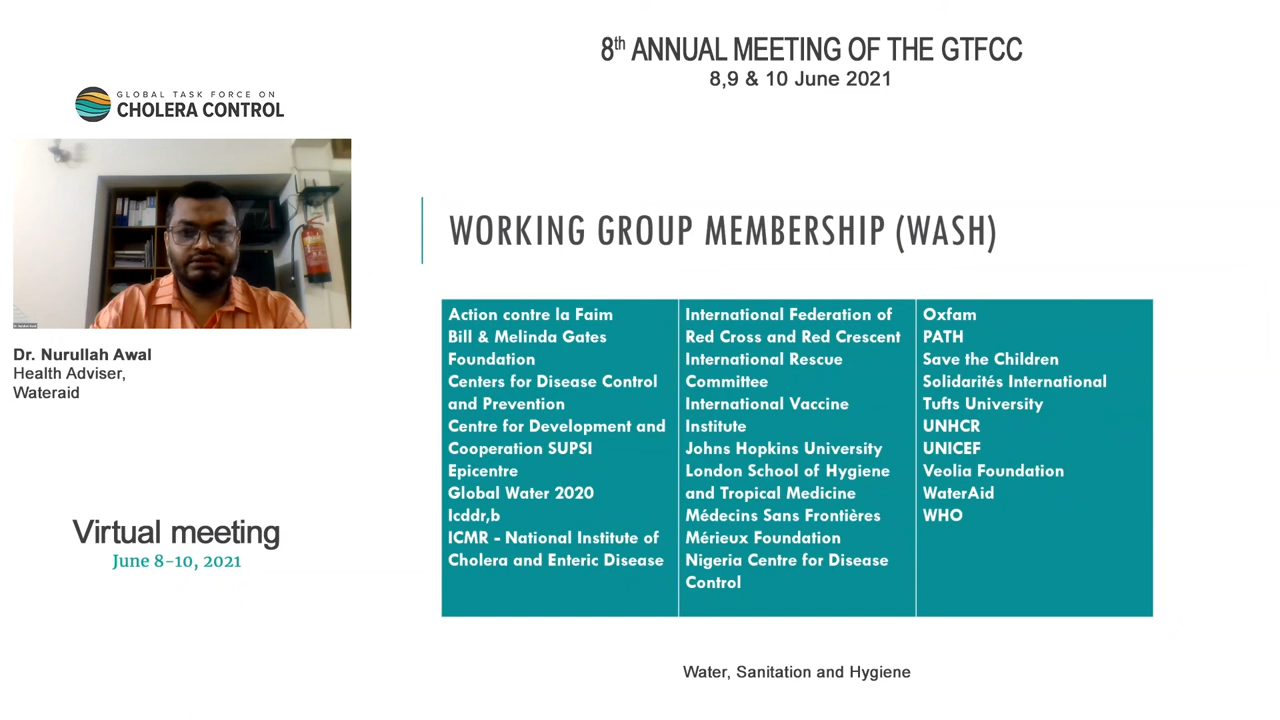 8th ANNUAL MEETING OF THE GTFCC
8,9 & 10 June 2021
GLOBAL TASK FORCE ON
CHOLERA CONTROL
Dr. Nurullah Awal
Health Adviser,
Wateraid
Virtual meeting
June 8-10, 2021
WORKING GROUP MEMBERSHIP (WASH)
Action contre la Faim
Bill & Melinda Gates
Foundation
Centers for Disease Control
and Prevention
Centre for Development and
Cooperation SUPSI
Epicentre
Global Water 2020
Icddr,b
ICMR - National Institute of
Cholera and Enteric Disease
International Federation of
Red Cross and Red Crescent
International Rescue
Committee
International Vaccine
Institute
Johns Hopkins University
London School of Hygiene
and Tropical Medicine
Médecins Sans Frontières
Mérieux Foundation
Nigeria Centre for Disease
Control
Oxfam
PATH
Save the Children
Solidarités International
Tufts University
UNHCR
UNICEF
Veolia Foundation
WaterAid
WHO
Water, Sanitation and Hygiene